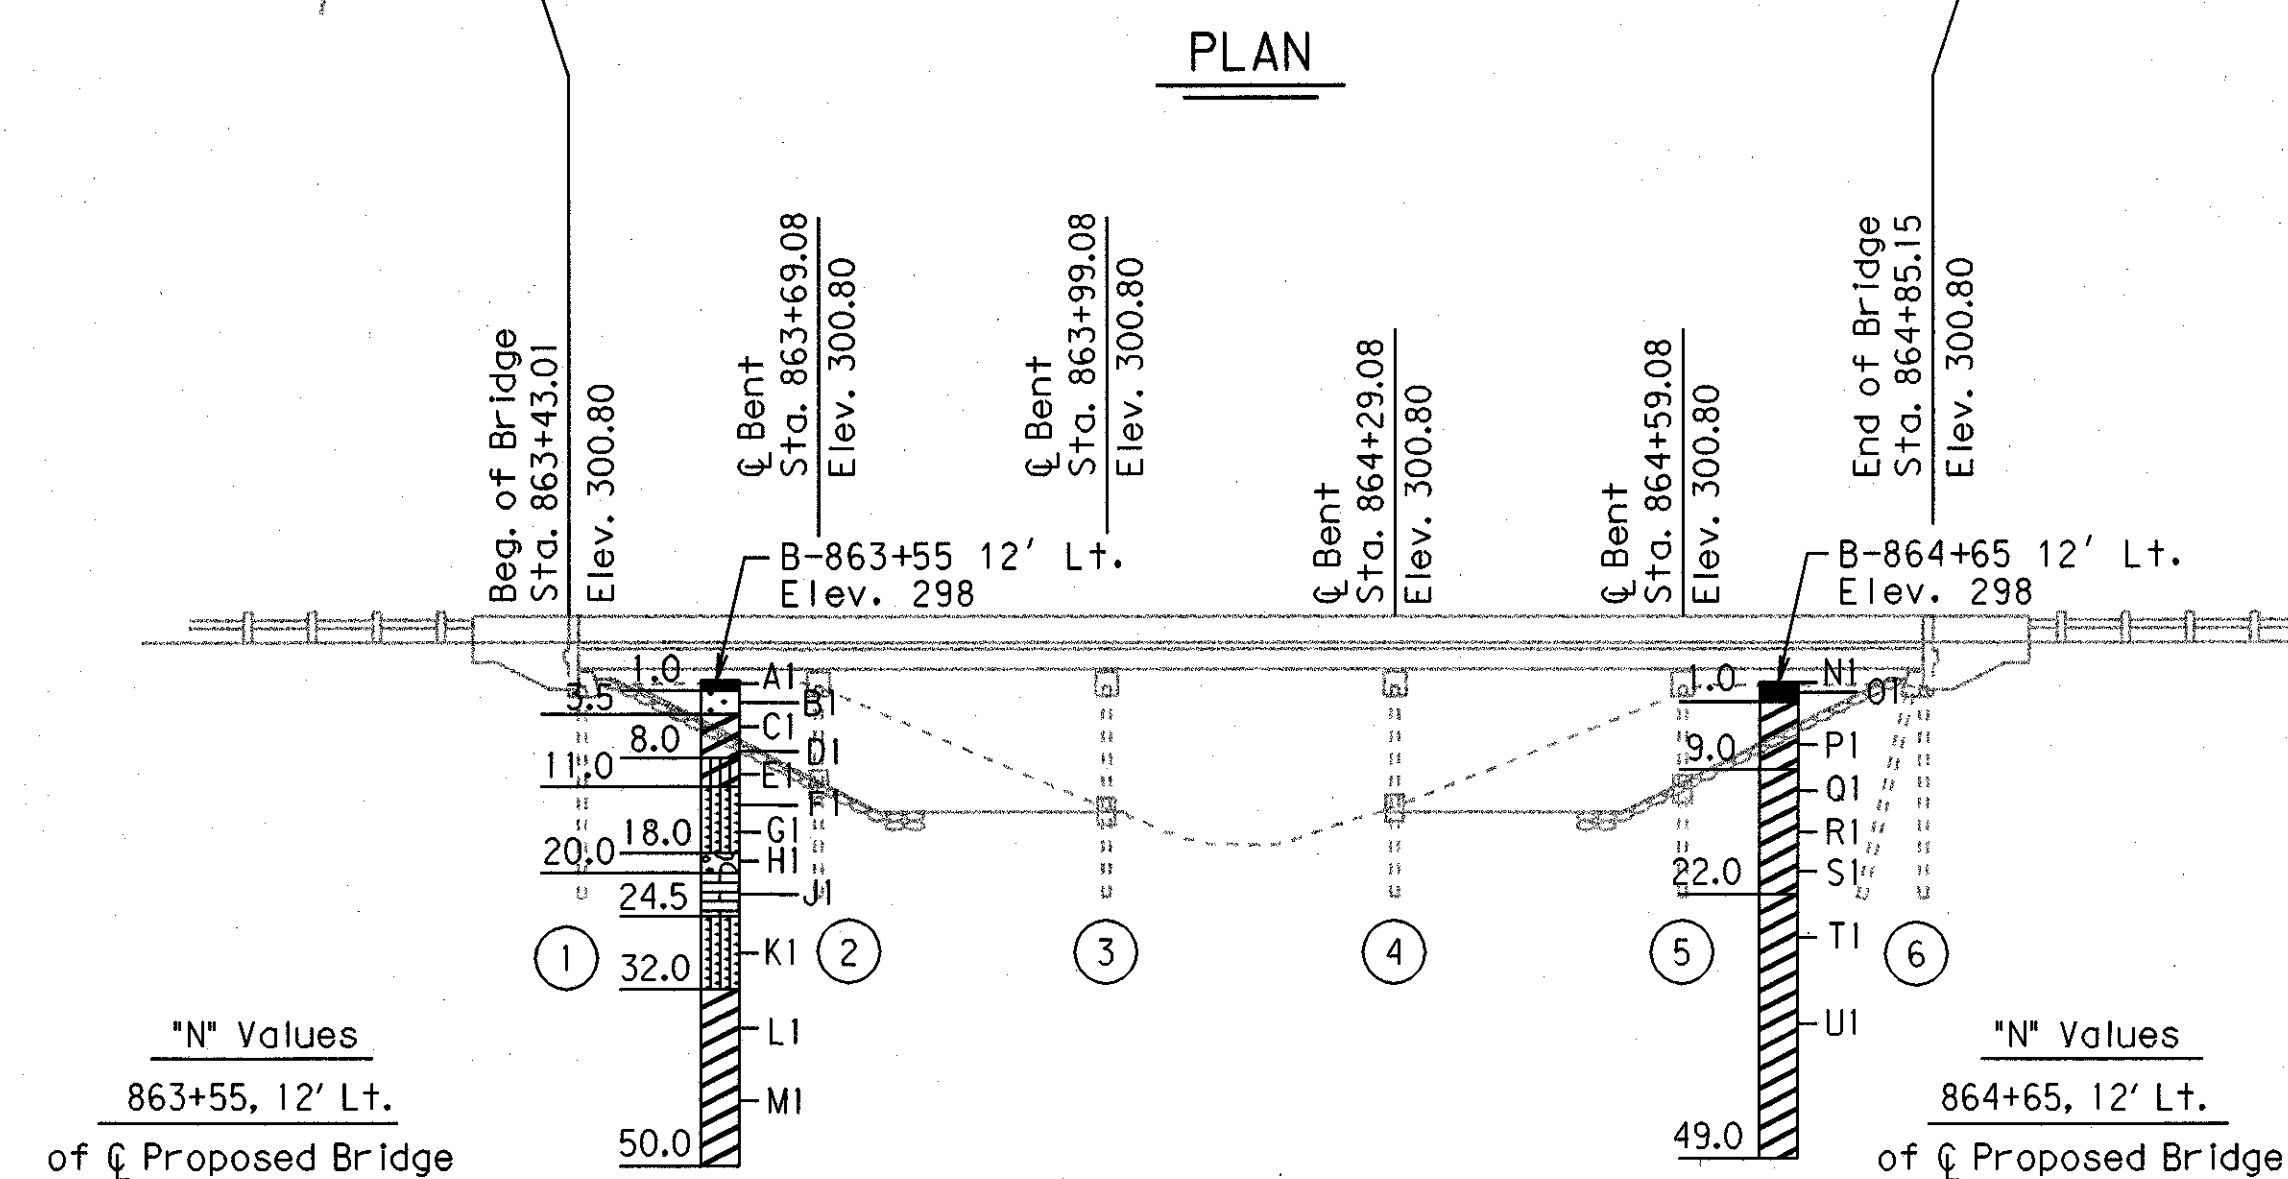 PLAN
Beg. of Bridge
Sta. 863+43.01
Elev. 300.80
℄ Bent
Sta. 863+69.08
Elev. 300.80
℄ Bent
Sta. 863+99.08
Elev. 300.80
℄ Bent
Sta. 864+29.08
Elev. 300.80
℄ Bent
Sta. 864+59.08
Elev. 300.80
End of Bridge
Sta. 864+85.15
Elev. 300.80
B-863+55 12' Lt.
Elev. 298
B-864+65 12' Lt.
Elev. 298
1.0
3.5
8.0
11.0
18.0
20.0
24.5
32.0
50.0
A1
B1
C1
D1
E1
F1
G1
H1
J1
K1
L1
M1
1.0
9.0
22.0
49.0
N1
O1
P1
Q1
R1
S1
T1
U1
1
2
3
4
5
6
"N" Values
863+55, 12' Lt.
of ℄ Proposed Bridge
"N" Values
864+65, 12' Lt.
of ℄ Proposed Bridge